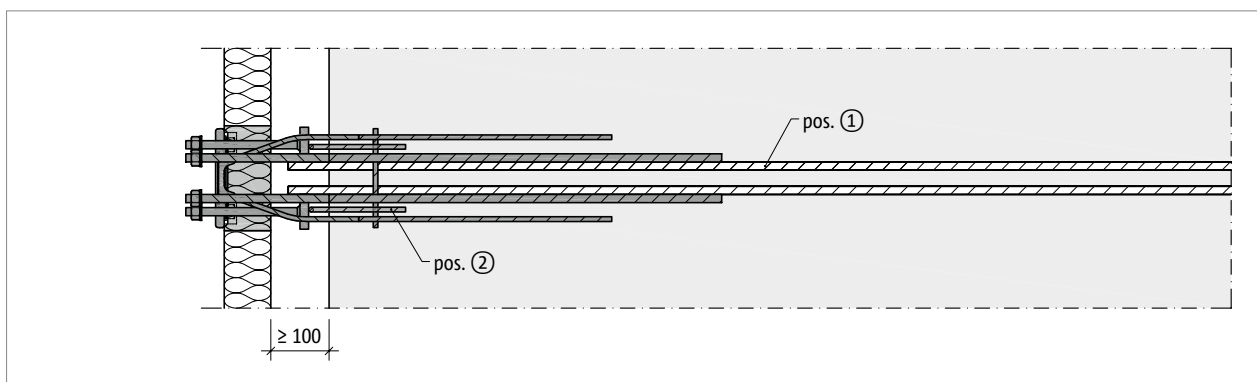 pos. ①
pos. ②
≥ 100